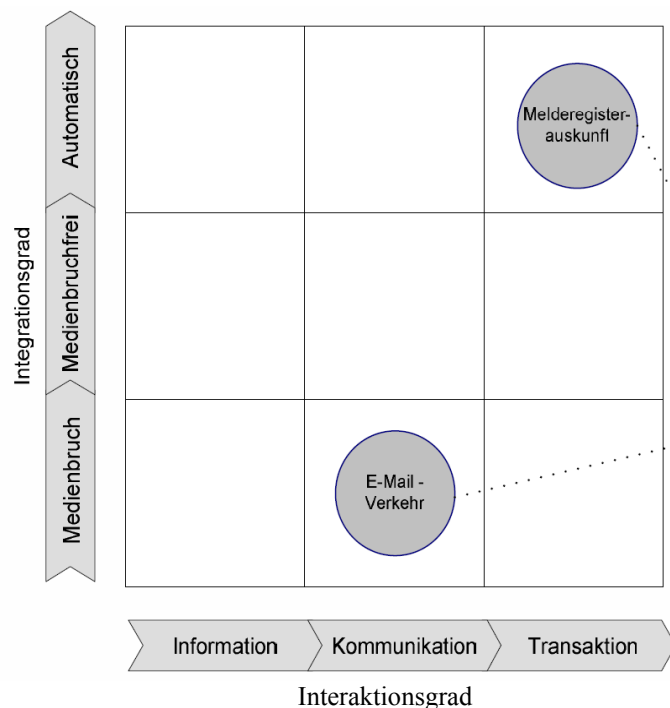 Integrationsgrad
Automatisch
Medienbruchfrei
Medienbruch
Melderegister-
auskunft
E-Mail -
Verkehr
Information
Kommunikation
Transaktion
Interaktionsgrad